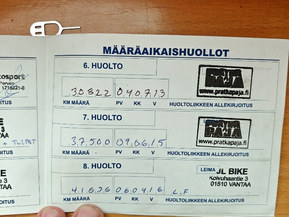 MÄÄRÄAIKAISHUOLLOT
6. HUOLTO
30822 040713
www.pratkapaja.fi
KM MÄÄRÄ PV KK V HUOLTOLIIKKEEN ALLEKIRJOITUS
7. HUOLTO
37500 090615
www.pratkapaja.fi
KM MÄÄRÄ PV KK V HUOLTOLIIKKEEN ALLEKIRJOITUS
8. HUOLTO
LEIMA JL BIKE
01510 VANTAA
41636 060416 L.F
KM MÄÄRÄ PV KK V HUOLTOLIIKKEEN ALLEKIRJOITUS